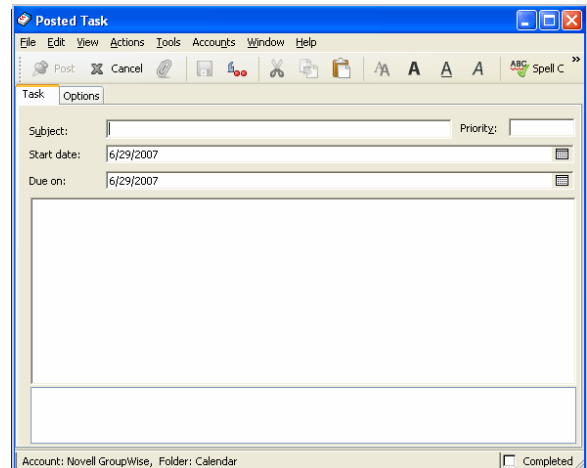 Posted Task
File Edit View Actions Tools Accounts Window Help
Post Cancel A A A A ABC Spell C »
Task Options
Subject: Priority:
Start date: 6/29/2007
Due on: 6/29/2007
Account: Novell GroupWise, Folder: Calendar Completed